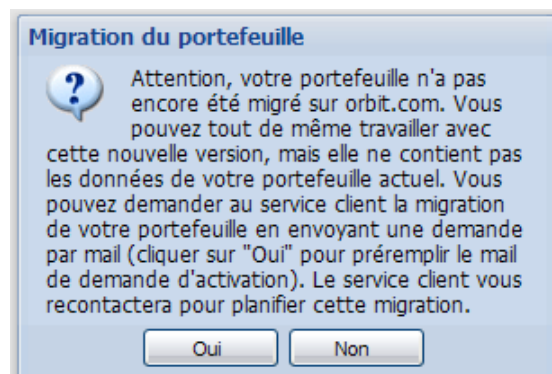 Migration du portefeuille
Attention, votre portefeuille n'a pas
encore été migré sur orbit.com. Vous
pouvez tout de même travailler avec
cette nouvelle version, mais elle ne contient pas
les données de votre portefeuille actuel. Vous
pouvez demander au service client la migration
de votre portefeuille en envoyant une demande
par mail (cliquer sur "Oui" pour préremplir le mail
de demande d'activation). Le service client vous
recontactera pour planifier cette migration.
Oui Non